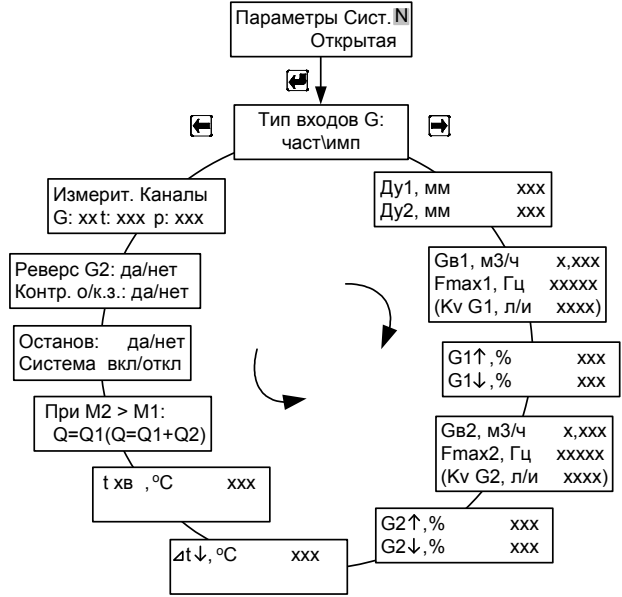 Параметры Сист. N
Открытая
Тип входов G:
част\имп
Ду1, мм xxx
Ду2, мм xxx
Gв1, м3/ч x,xxx
Fmax1, Гц xxxxx
(Kv G1, л/и xxxx)
G1↑,% xxx
G1↓,% xxx
Gв2, м3/ч x,xxx
Fmax2, Гц xxxxx
(Kv G2, л/и xxxx)
G2↑,% xxx
G2↓,% xxx
⊿t↓, °C xxx
t хв , °C xxx
При M2 > M1:
Q=Q1(Q=Q1+Q2)
Останов: да/нет
Система вкл/откл
Реверс G2: да/нет
Контр. о/к.з.: да/нет
Измерит. Каналы
G: xx t: xxx p: xxx